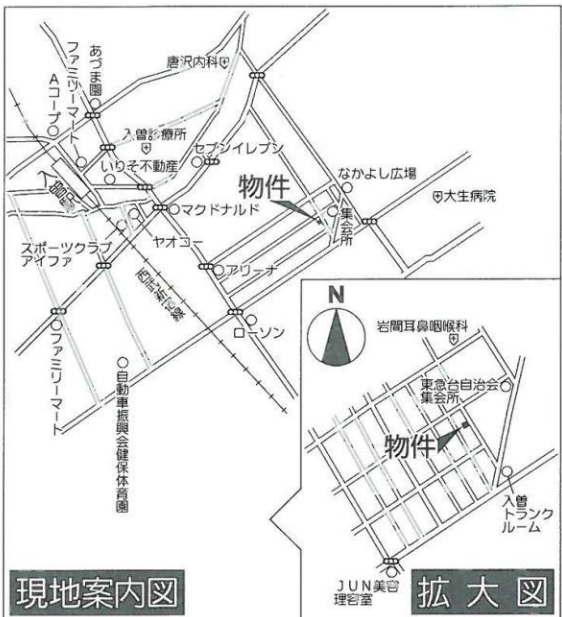 あづま園
ファミリーマート
Aコープ
唐沢内科
入曽診療所
いりそ不動産
セブンイレブン
入曽駅
物件
なかよし広場
集会所
大生病院
マクドナルド
ヤオコー
スポーツクラブ
アイファ
西武新宿線
アリーナ
ローソン
ファミリーマート
自動車振興会健保体育園
現地案内図
N
岩間耳鼻咽喉科
東急台自治会
集会所
物件
入曽
トランク
ルーム
JUN美容
理容室
拡大図